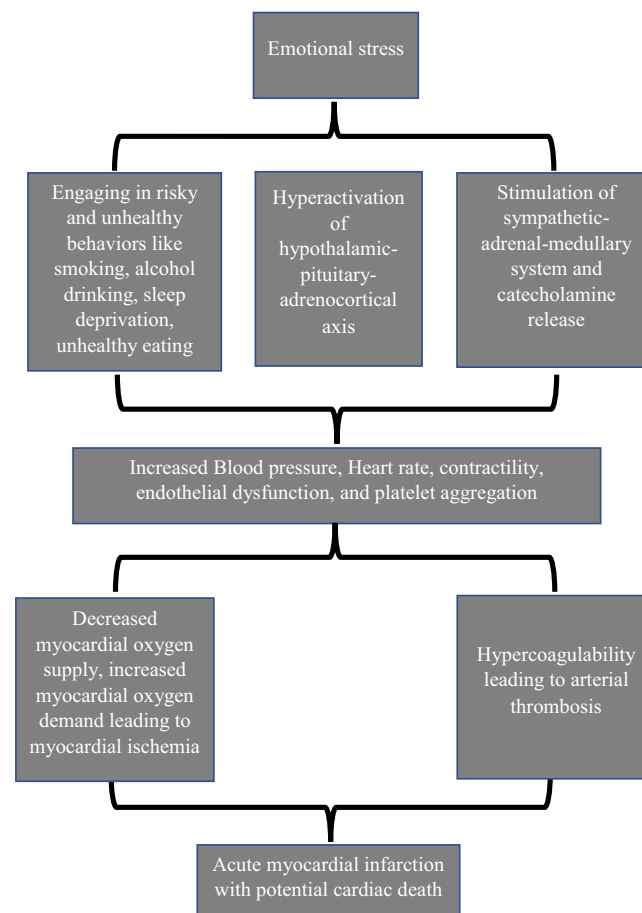 Emotional stress
Engaging in risky
and unhealthy
behaviors like
smoking, alcohol
drinking, sleep
deprivation,
unhealthy eating
Hyperactivation
of
hypothalamic-
pituitary-
adrenocortical
axis
Stimulation of
sympathetic-
adrenal-medullary
system and
catecholamine
release
Increased Blood pressure, Heart rate, contractility,
endothelial dysfunction, and platelet aggregation
Decreased
myocardial oxygen
supply, increased
myocardial oxygen
demand leading to
myocardial ischemia
Hypercoagulability
leading to arterial
thrombosis
Acute myocardial infarction
with potential cardiac death